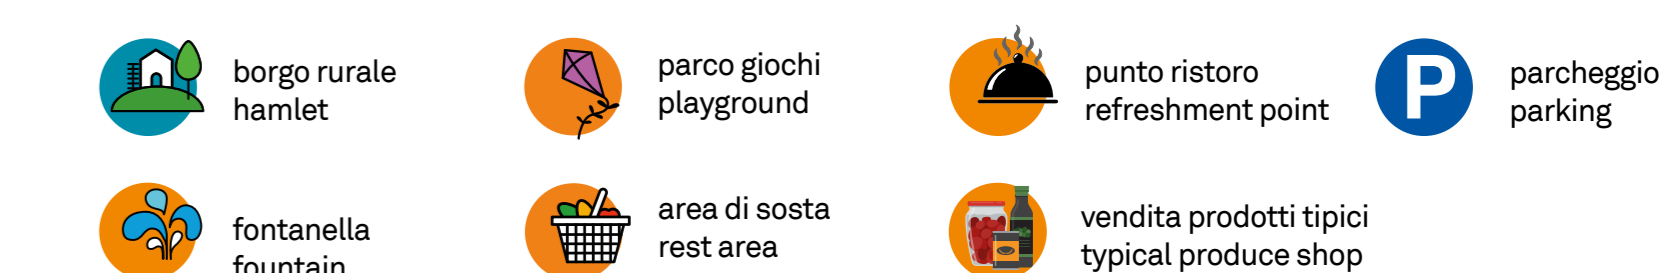 borgo rurale
hamlet
parco giochi
playground
punto ristoro
refreshment point
P
parcheggio
parking
fontanella
fountain
area di sosta
rest area
vendita prodotti tipici
typical produce shop